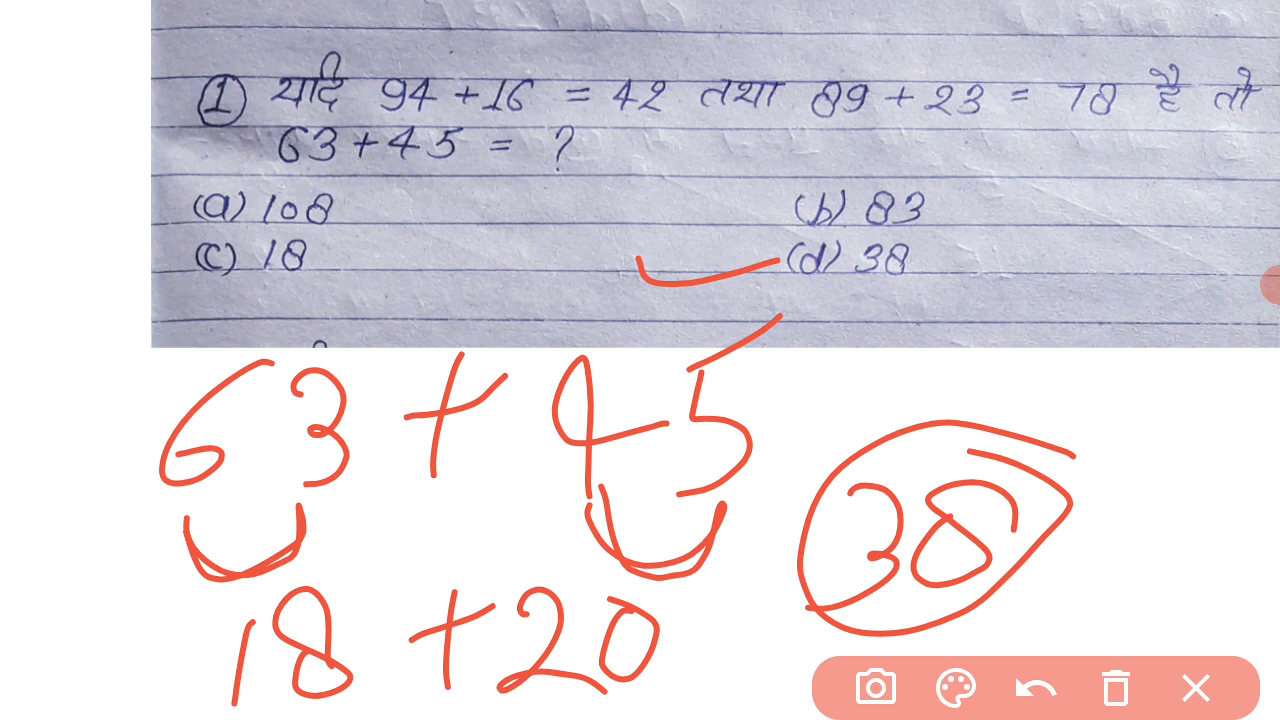 ① यदि 94 + 16 = 42 तथा 89 + 23 = 78 है तो
63 + 45 = ?
(a) 108 (b) 83
(c) 18 (d) 38
63 + 45
38
18 + 20